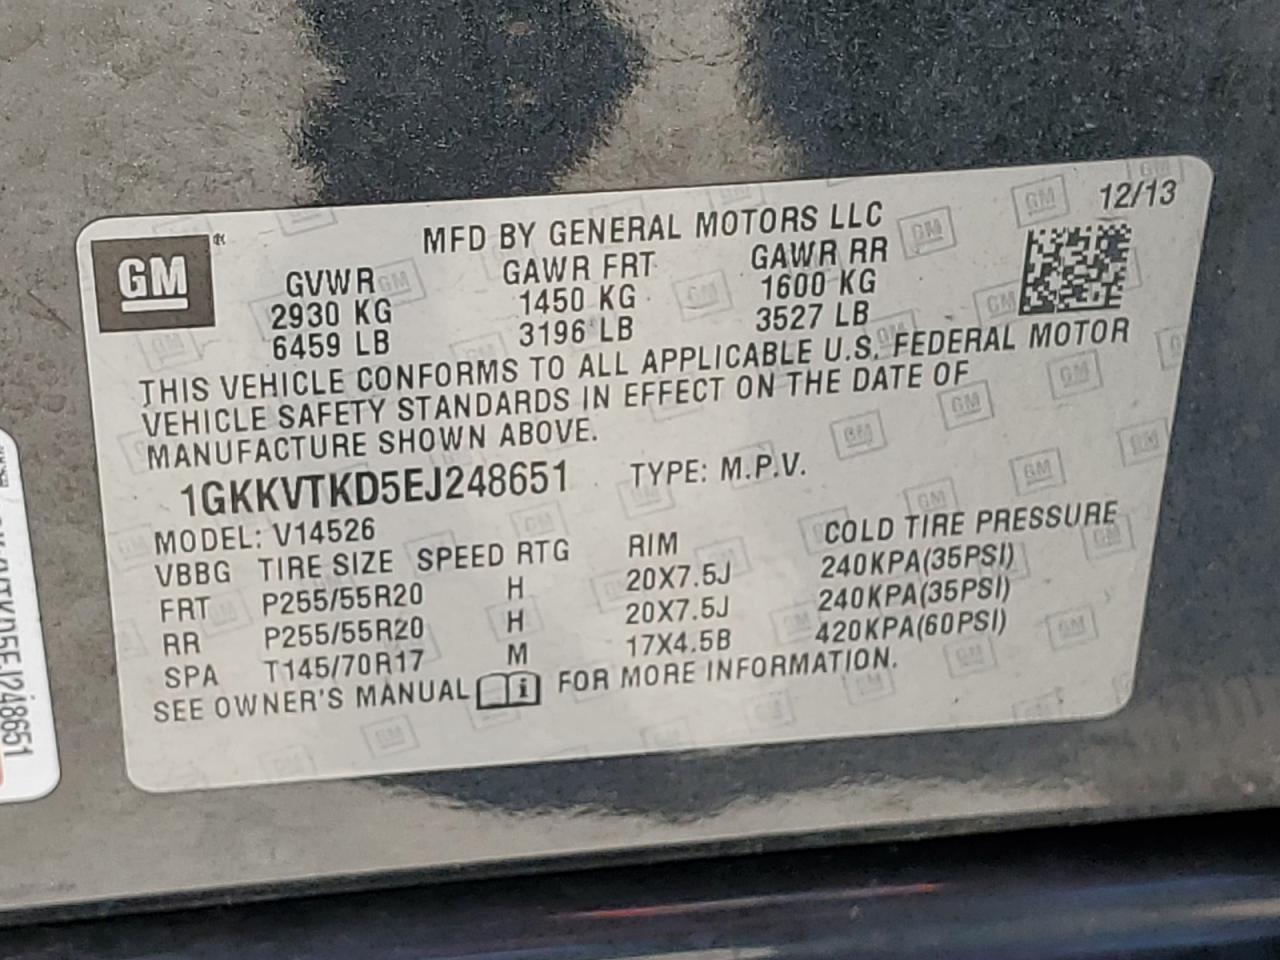 12/13
GM
MFD BY GENERAL MOTORS LLC
GVWR GAWR FRT GAWR RR
2930 KG 1450 KG 1600 KG
6459 LB 3196 LB 3527 LB
THIS VEHICLE CONFORMS TO ALL APPLICABLE U.S. FEDERAL MOTOR
VEHICLE SAFETY STANDARDS IN EFFECT ON THE DATE OF
MANUFACTURE SHOWN ABOVE.
1GKKVTKD5EJ248651 TYPE: M.P.V.
MODEL: V14526
VBBG TIRE SIZE SPEED RTG RIM COLD TIRE PRESSURE
FRT P255/55R20 H 20X7.5J 240KPA(35PSI)
RR P255/55R20 H 20X7.5J 240KPA(35PSI)
SPA T145/70R17 M 17X4.5B 420KPA(60PSI)
SEE OWNER'S MANUAL FOR MORE INFORMATION.